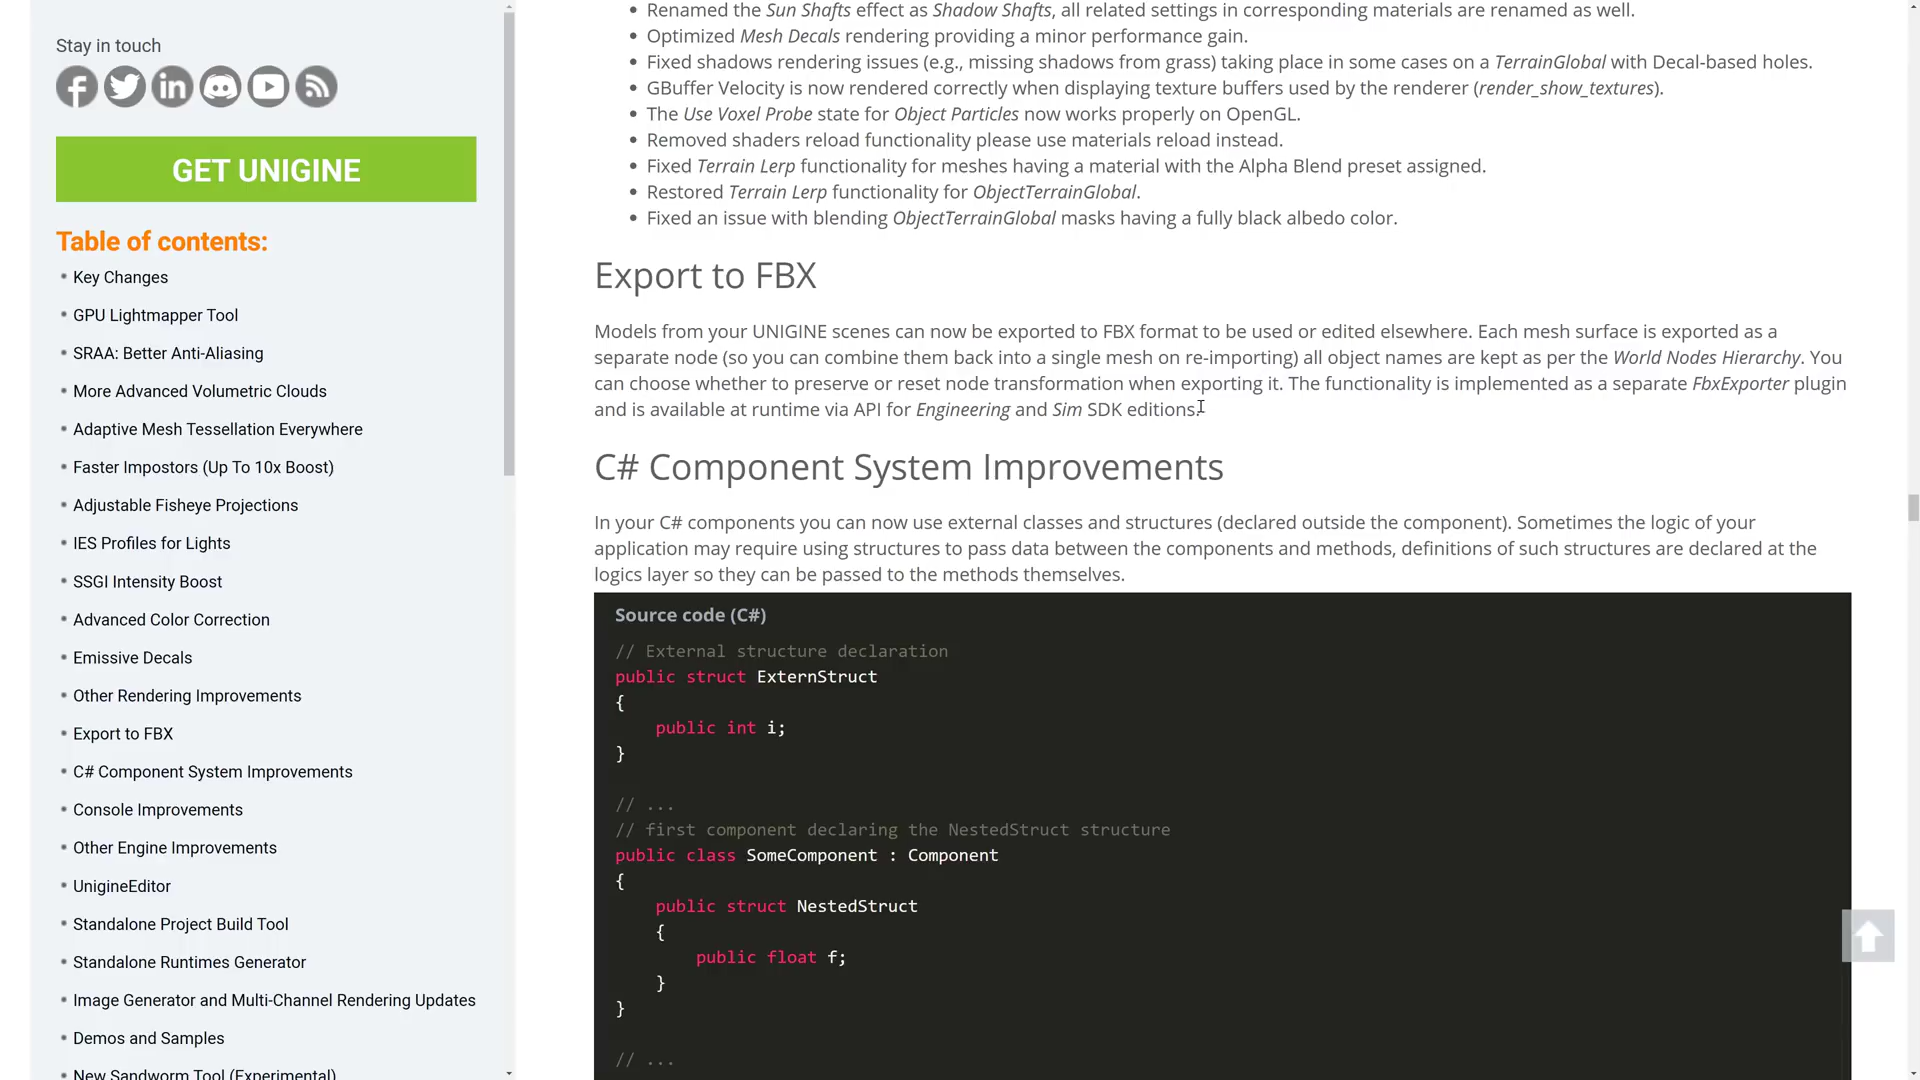 Stay in touch
GET UNIGINE
Table of contents:
Key Changes
GPU Lightmapper Tool
SRAA: Better Anti-Aliasing
More Advanced Volumetric Clouds
Adaptive Mesh Tessellation Everywhere
Faster Impostors (Up To 10x Boost)
Adjustable Fisheye Projections
IES Profiles for Lights
SSGI Intensity Boost
Advanced Color Correction
Emissive Decals
Other Rendering Improvements
Export to FBX
C# Component System Improvements
Console Improvements
Other Engine Improvements
UnigineEditor
Standalone Project Build Tool
Standalone Runtimes Generator
Image Generator and Multi-Channel Rendering Updates
Demos and Samples
New Sandworm Tool (Experimental)
Renamed the Sun Shafts effect as Shadow Shafts, all related settings in corresponding materials are renamed as well.
Optimized Mesh Decals rendering providing a minor performance gain.
Fixed shadows rendering issues (e.g., missing shadows from grass) taking place in some cases on a TerrainGlobal with Decal-based holes.
GBuffer Velocity is now rendered correctly when displaying texture buffers used by the renderer (render_show_textures).
The Use Voxel Probe state for Object Particles now works properly on OpenGL.
Removed shaders reload functionality please use materials reload instead.
Fixed Terrain Lerp functionality for meshes having a material with the Alpha Blend preset assigned.
Restored Terrain Lerp functionality for ObjectTerrainGlobal.
Fixed an issue with blending ObjectTerrainGlobal masks having a fully black albedo color.
Export to FBX
Models from your UNIGINE scenes can now be exported to FBX format to be used or edited elsewhere. Each mesh surface is exported as a
separate node (so you can combine them back into a single mesh on re-importing) all object names are kept as per the World Nodes Hierarchy. You
can choose whether to preserve or reset node transformation when exporting it. The functionality is implemented as a separate FbxExporter plugin
and is available at runtime via API for Engineering and Sim SDK editions.
C# Component System Improvements
In your C# components you can now use external classes and structures (declared outside the component). Sometimes the logic of your
application may require using structures to pass data between the components and methods, definitions of such structures are declared at the
logics layer so they can be passed to the methods themselves.
Source code (C#)
// External structure declaration
public struct ExternStruct
{
public int i;
}
// ...
// first component declaring the NestedStruct structure
public class SomeComponent : Component
{
public struct NestedStruct
{
public float f;
}
}
// ...